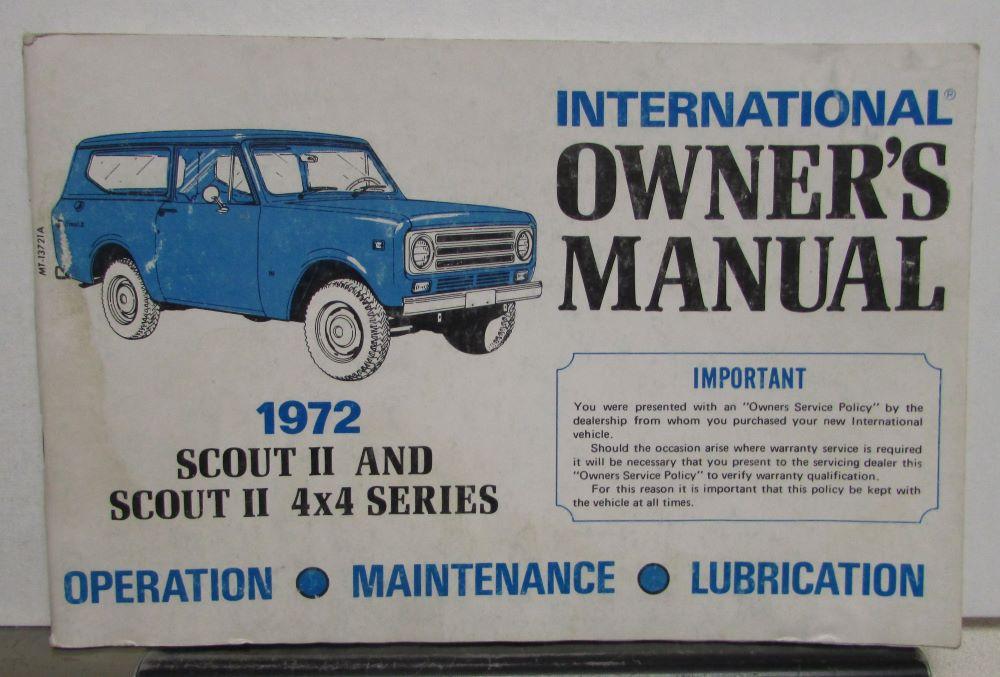 INTERNATIONAL®
OWNER'S
MANUAL
MT-13721A
1972
SCOUT II AND
SCOUT II 4x4 SERIES
IMPORTANT
You were presented with an "Owners Service Policy" by the
dealership from whom you purchased your new International
vehicle.
Should the occasion arise where warranty service is required
it will be necessary that you present to the servicing dealer this
"Owners Service Policy" to verify warranty qualification.
For this reason it is important that this policy be kept with
the vehicle at all times.
OPERATION ● MAINTENANCE ● LUBRICATION